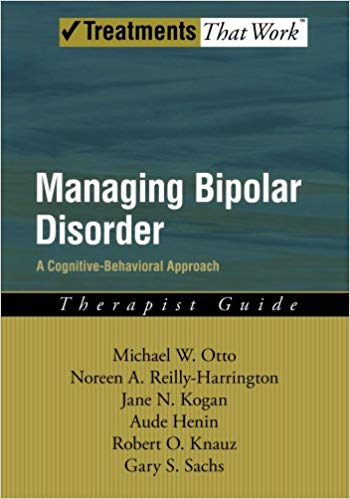 ✓Treatments That Work™
Managing Bipolar
Disorder
A Cognitive-Behavioral Approach
Therapist Guide
Michael W. Otto
Noreen A. Reilly-Harrington
Jane N. Kogan
Aude Henin
Robert O. Knauz
Gary S. Sachs